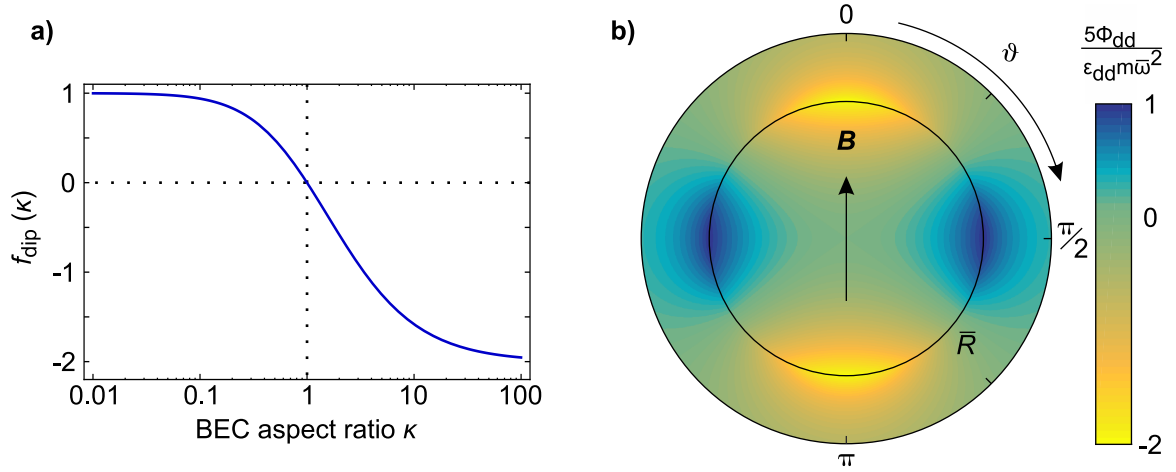 a)
1
0
-1
-2
f_dip (κ)
0.01 0.1 1 10 100
BEC aspect ratio κ
b)
0
ϑ
B
π/2
R̅
π
5Φ_dd
ε_dd m ω̅²
1
0
-2